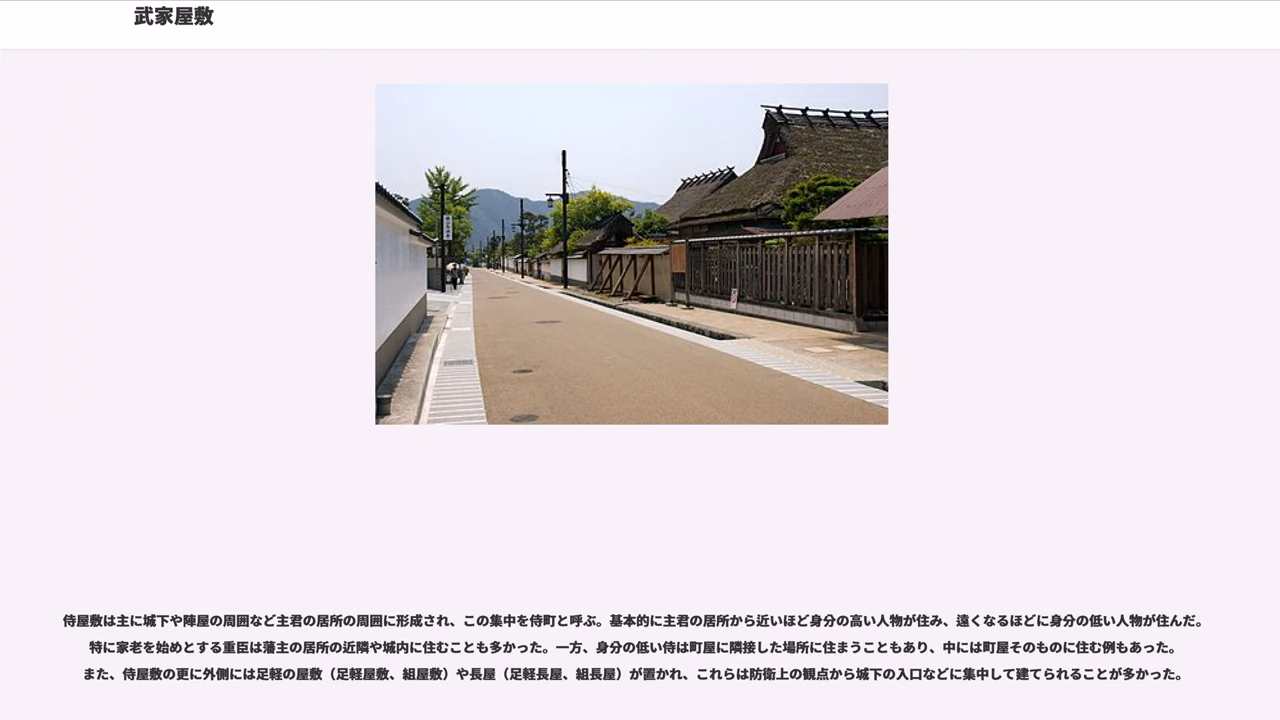 武家屋敷
侍屋敷は主に城下や陣屋の周囲など主君の居所の周囲に形成され、この集中を侍町と呼ぶ。基本的に主君の居所から近いほど身分の高い人物が住み、遠くなるほどに身分の低い人物が住んだ。
特に家老を始めとする重臣は藩主の居所の近隣や城内に住むことも多かった。一方、身分の低い侍は町屋に隣接した場所に住まうこともあり、中には町屋そのものに住む例もあった。
また、侍屋敷の更に外側には足軽の屋敷（足軽屋敷、組屋敷）や長屋（足軽長屋、組長屋）が置かれ、これらは防衛上の観点から城下の入口などに集中して建てられることが多かった。